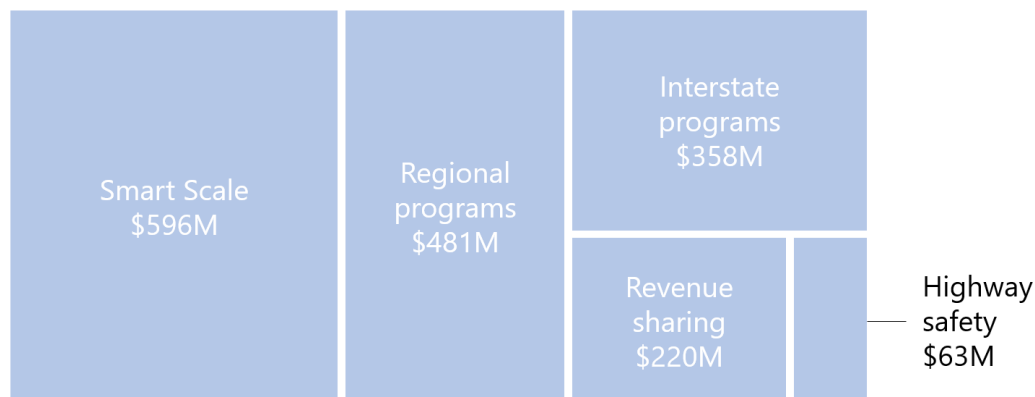 Smart Scale
$596M
Regional
programs
$481M
Interstate
programs
$358M
Revenue
sharing
$220M
Highway
safety
$63M